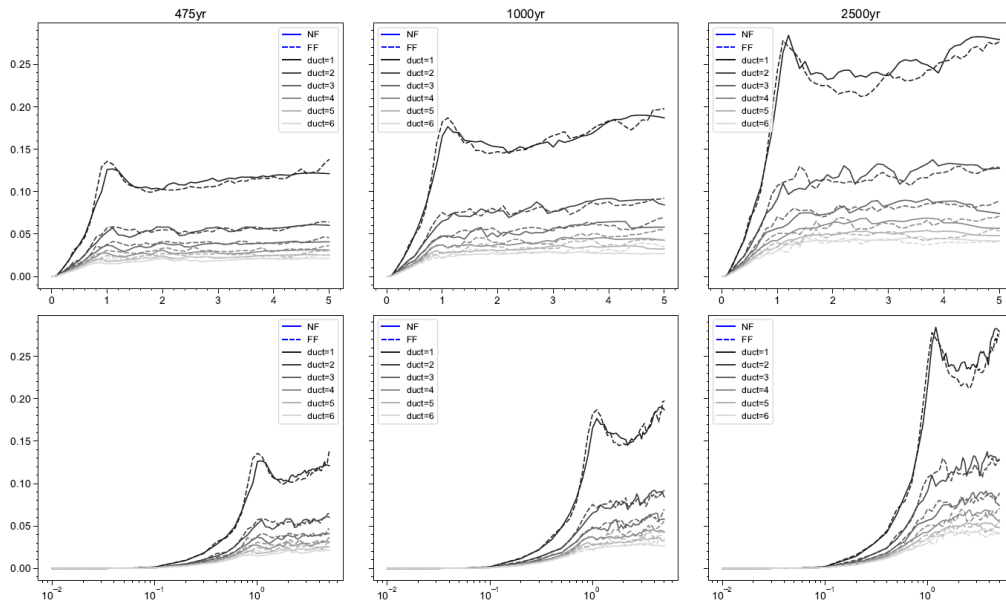 475yr
1000yr
2500yr
0.25
0.20
0.15
0.10
0.05
0.00
NF
FF
duct=1
duct=2
duct=3
duct=4
duct=5
duct=6
NF
FF
duct=1
duct=2
duct=3
duct=4
duct=5
duct=6
NF
FF
duct=1
duct=2
duct=3
duct=4
duct=5
duct=6
0 1 2 3 4 5
0 1 2 3 4 5
0 1 2 3 4 5
0.25
0.20
0.15
0.10
0.05
0.00
NF
FF
duct=1
duct=2
duct=3
duct=4
duct=5
duct=6
NF
FF
duct=1
duct=2
duct=3
duct=4
duct=5
duct=6
NF
FF
duct=1
duct=2
duct=3
duct=4
duct=5
duct=6
10⁻² 10⁻¹ 10⁰
10⁻² 10⁻¹ 10⁰
10⁻² 10⁻¹ 10⁰